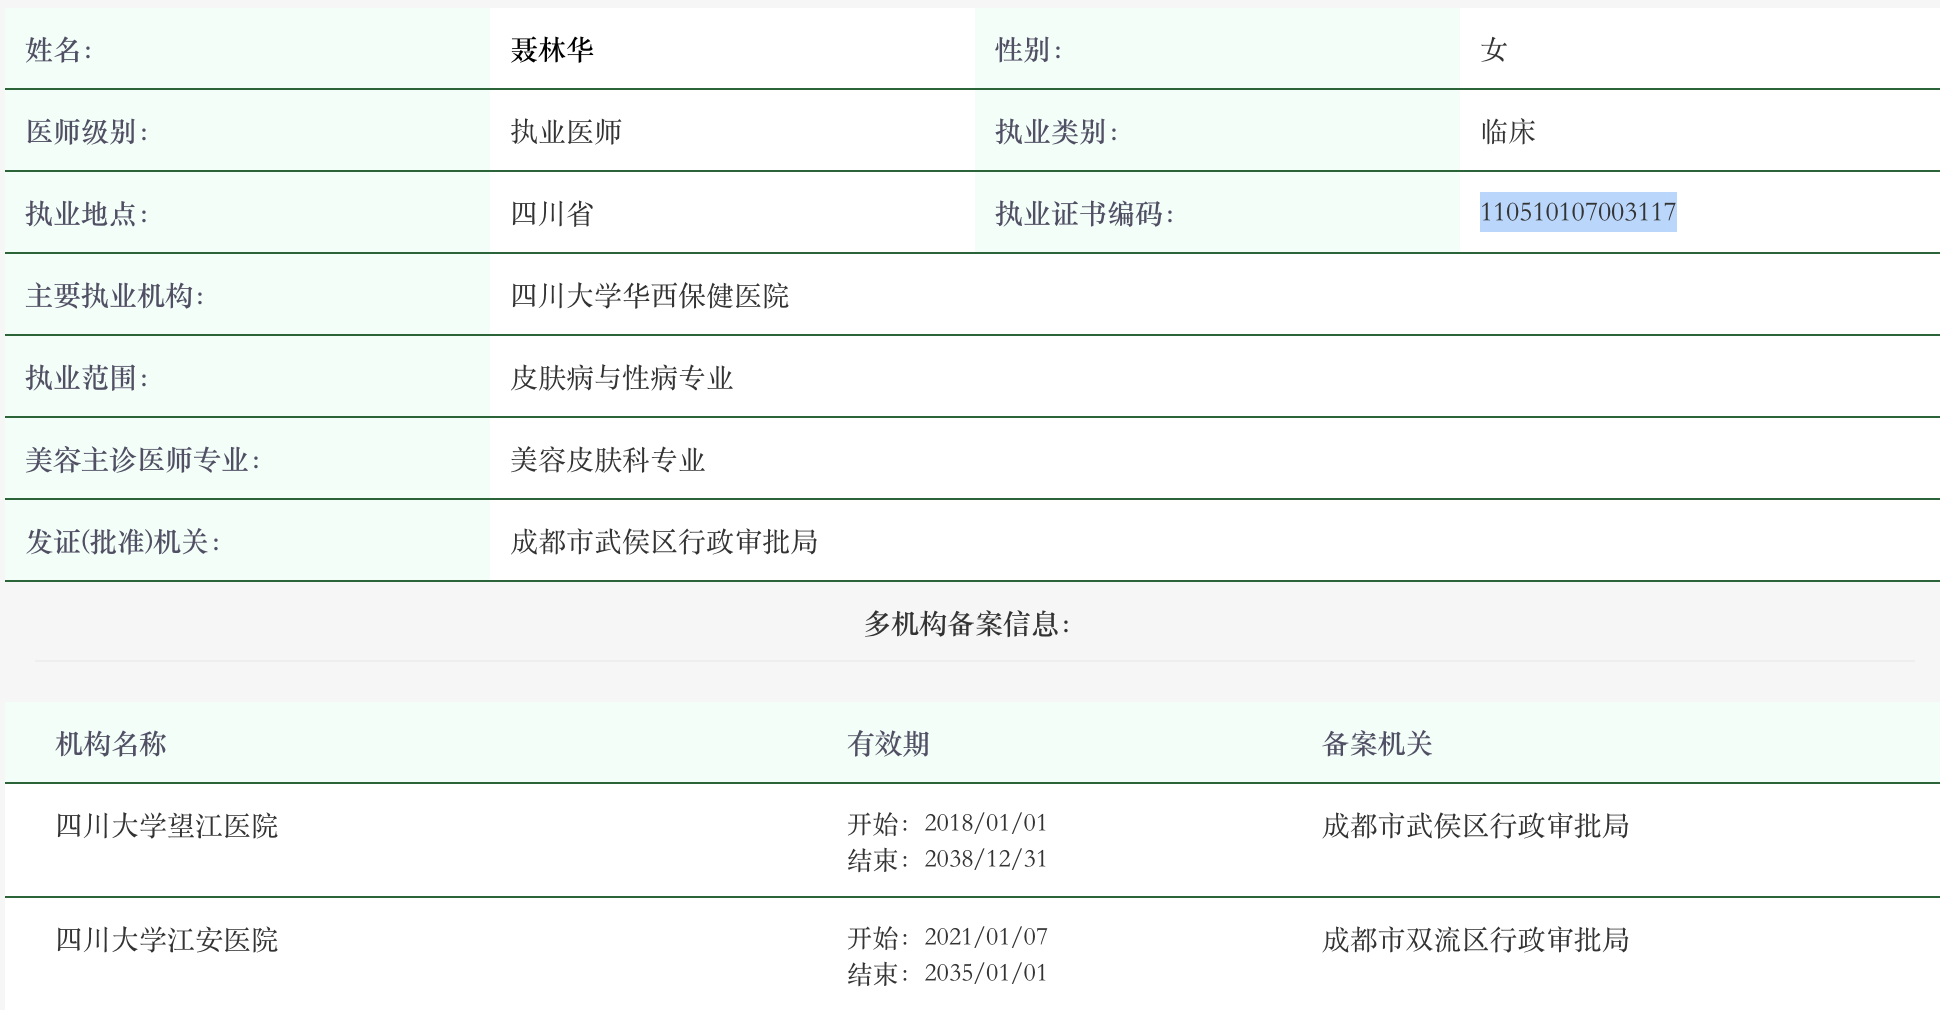 姓名： 聂林华 性别： 女
医师级别： 执业医师 执业类别： 临床
执业地点： 四川省 执业证书编码： 110510107003117
主要执业机构： 四川大学华西保健医院
执业范围： 皮肤病与性病专业
美容主诊医师专业： 美容皮肤科专业
发证(批准)机关： 成都市武侯区行政审批局
多机构备案信息：
机构名称 有效期 备案机关
四川大学望江医院 开始：2018/01/01 成都市武侯区行政审批局
结束：2038/12/31
四川大学江安医院 开始：2021/01/07 成都市双流区行政审批局
结束：2035/01/01